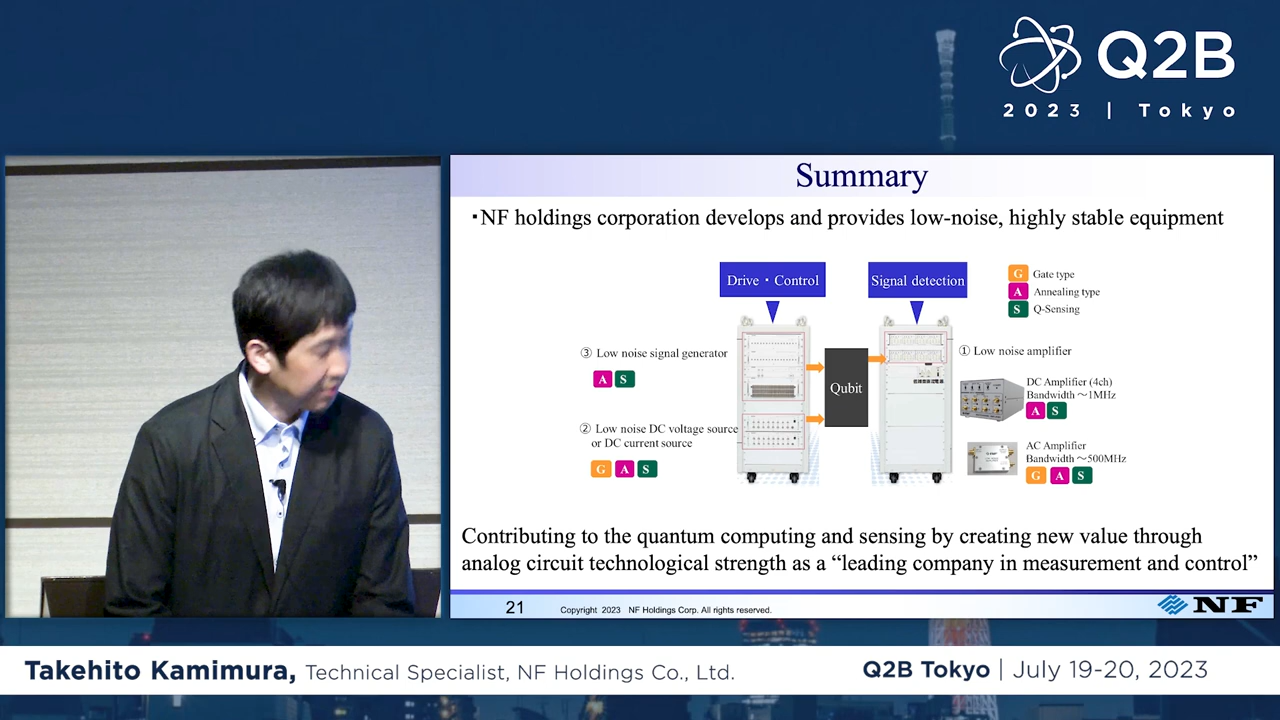 Q2B
2023 | Tokyo
Summary
・NF holdings corporation develops and provides low-noise, highly stable equipment
Drive・Control
Signal detection
G Gate type
A Annealing type
S Q-Sensing
③ Low noise signal generator
A S
② Low noise DC voltage source
or DC current source
G A S
Qubit
① Low noise amplifier
DC Amplifier (4ch)
Bandwidth ～1MHz
A S
AC Amplifier
Bandwidth ～500MHz
G A S
Contributing to the quantum computing and sensing by creating new value through
analog circuit technological strength as a “leading company in measurement and control”
21
Copyright 2023 NF Holdings Corp. All rights reserved.
NF
Takehito Kamimura, Technical Specialist, NF Holdings Co., Ltd.
Q2B Tokyo | July 19-20, 2023